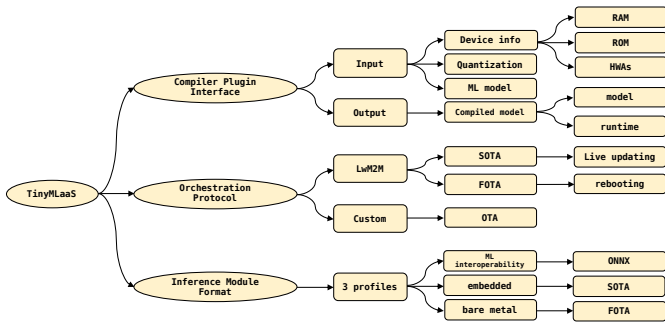 RAM
Device info
ROM
Input
Quantization
HWAs
Compiler Plugin
Interface
ML model
model
Output
Compiled model
runtime
LwM2M
SOTA
Live updating
TinyMLaaS
Orchestration
Protocol
FOTA
rebooting
Custom
OTA
ML
interoperability
ONNX
Inference Module
Format
3 profiles
embedded
SOTA
bare metal
FOTA